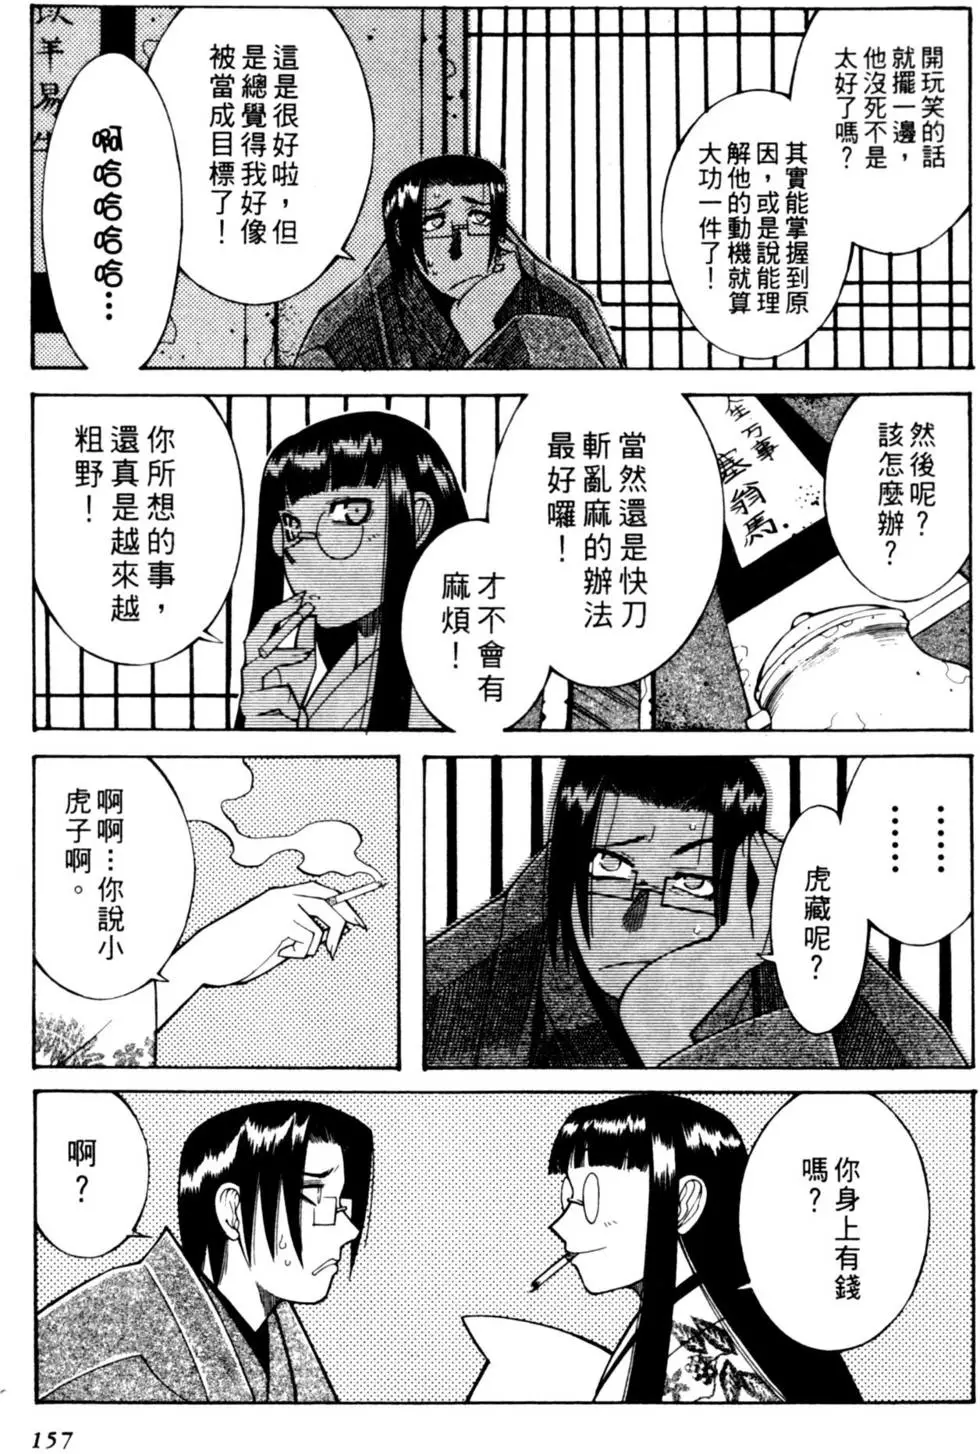 開玩笑的話
就擺一邊，
他沒死不是
太好了嗎？
其實能掌握到原
因，或是說能理
解他的動機就算
大功一件了！
這是很好啦，但
是總覺得我好像
被當成目標了！
啊哈哈哈哈…
以羊易
然後呢？
該怎麼辦？
生万事
塞翁馬
當然還是快刀
斬亂麻的辦法
最好囉！
才不會有
麻煩！
你所想的事，
還真是越來越
粗野！
……
……
虎藏呢？
啊啊…你說小
虎子啊。
你身上有錢
嗎？
啊？
157